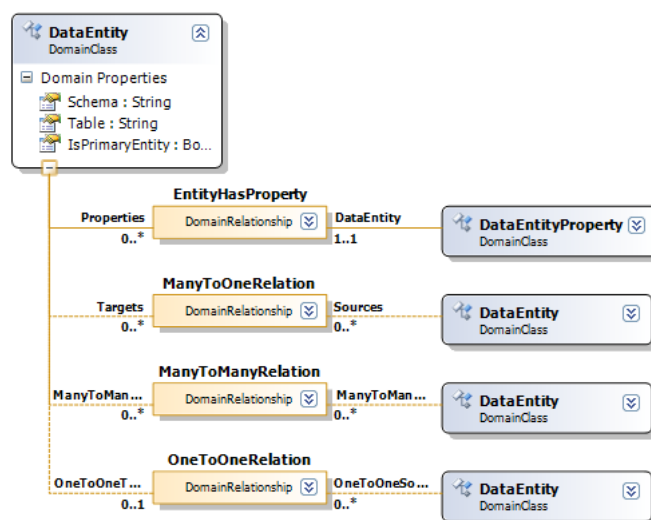 DataEntity
DomainClass
Domain Properties
Schema : String
Table : String
IsPrimaryEntity : Bo...
EntityHasProperty
Properties DomainRelationship DataEntity DataEntityProperty
0..* 1..1 DomainClass
ManyToOneRelation
Targets DomainRelationship Sources DataEntity
0..* 0..* DomainClass
ManyToManyRelation
ManyToMan... DomainRelationship ManyToMan... DataEntity
0..* 0..* DomainClass
OneToOneRelation
OneToOneT... DomainRelationship OneToOneSo... DataEntity
0..1 0..* DomainClass